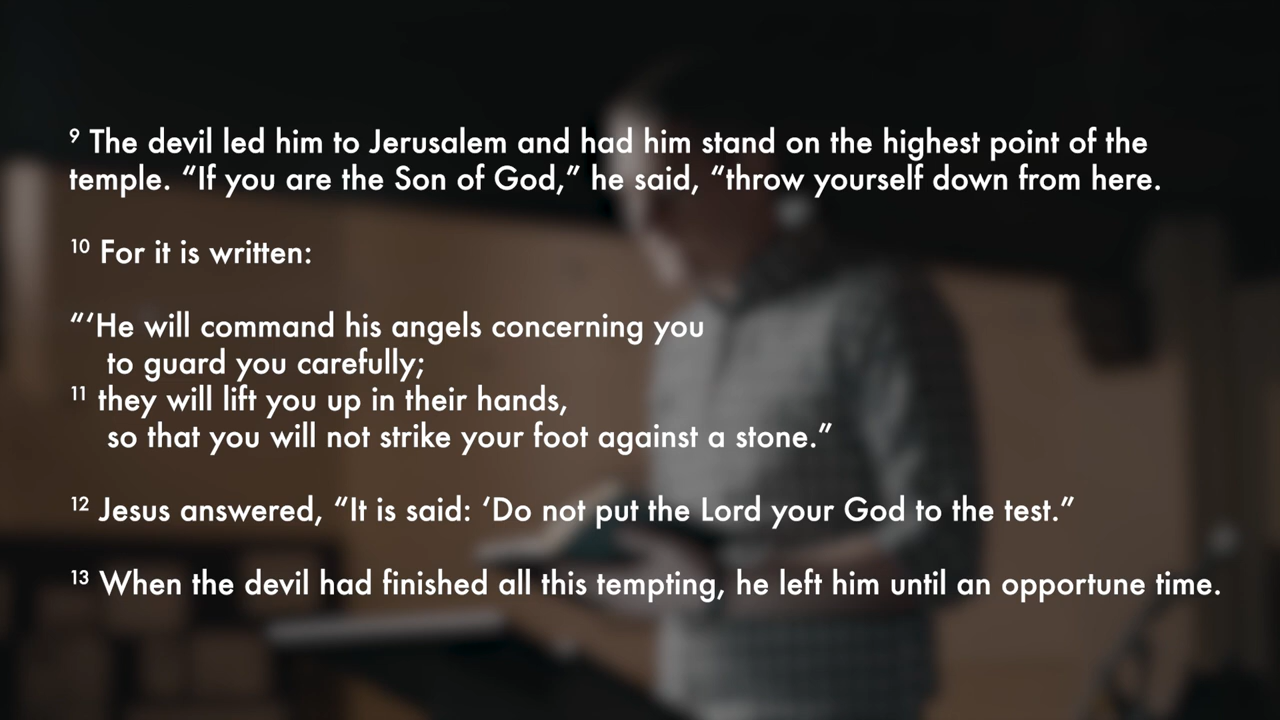 ⁹ The devil led him to Jerusalem and had him stand on the highest point of the
temple. “If you are the Son of God,” he said, “throw yourself down from here.
¹⁰ For it is written:
“‘He will command his angels concerning you
to guard you carefully;
¹¹ they will lift you up in their hands,
so that you will not strike your foot against a stone.”
¹² Jesus answered, “It is said: ‘Do not put the Lord your God to the test.”
¹³ When the devil had finished all this tempting, he left him until an opportune time.